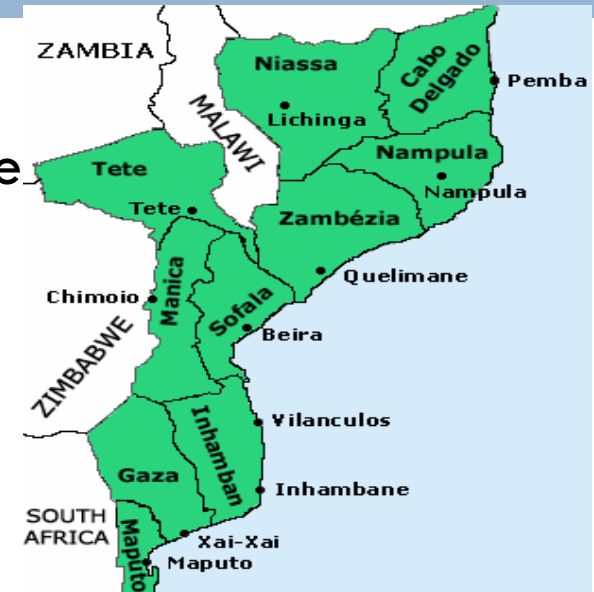 ZAMBIA
Niassa
Cabo
Delgado
Pemba
MALAWI
Lichinga
Nampula
e
Tete
Nampula
Tete
Zambézia
Quelimane
Manica
Chimoio
Sofala
Beira
ZIMBABWE
Inhamban
Vilanculos
Gaza
Inhambane
SOUTH
AFRICA
Maputo
Xai-Xai
Maputo